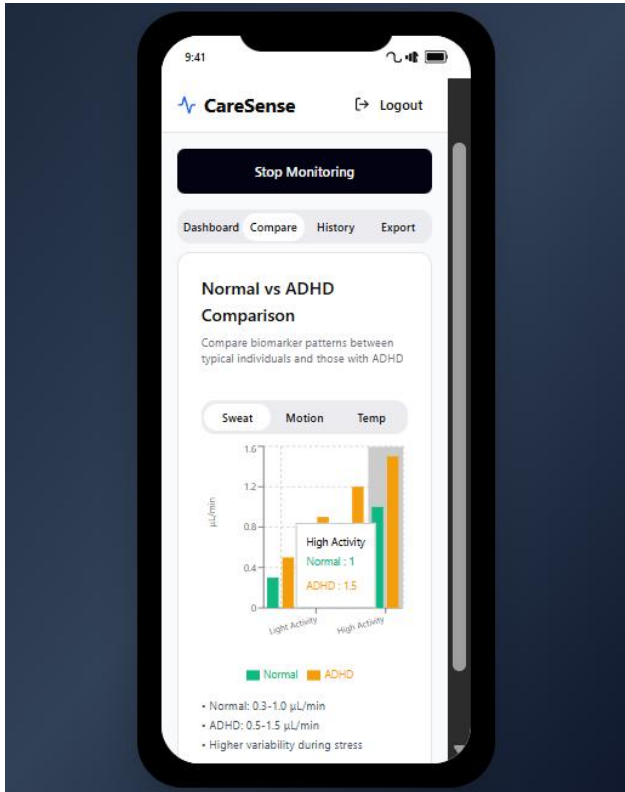 9:41
CareSense
Logout
Stop Monitoring
Dashboard Compare History Export
Normal vs ADHD
Comparison
Compare biomarker patterns between
typical individuals and those with ADHD
Sweat Motion Temp
1.6
1.2
µL/min
0.8
High Activity
Normal : 1
0.4
ADHD : 1.5
0
Light Activity High Activity
Normal ADHD
• Normal: 0.3-1.0 µL/min
• ADHD: 0.5-1.5 µL/min
• Higher variability during stress